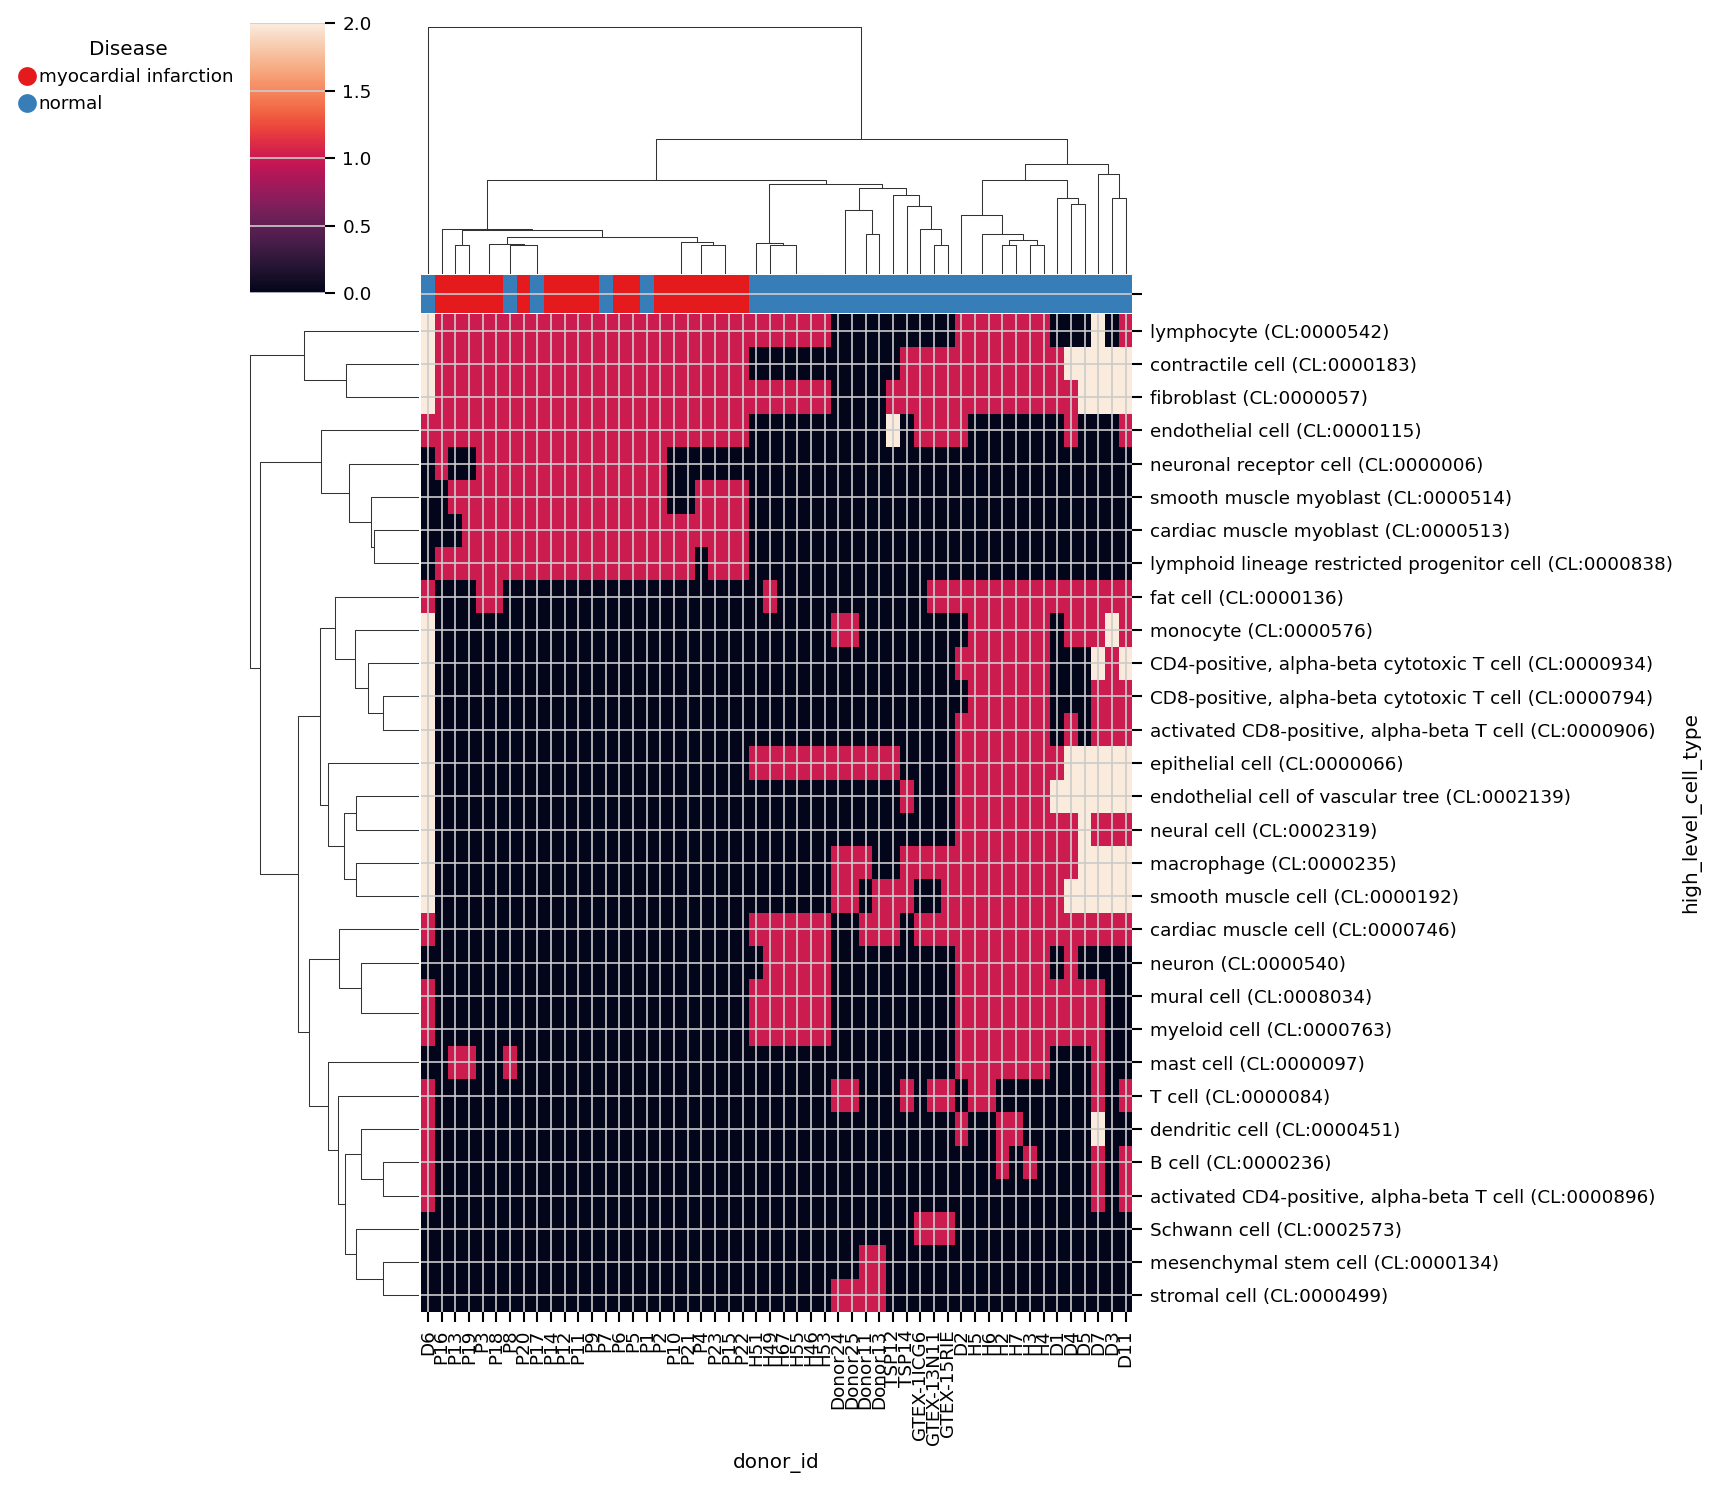 Disease
myocardial infarction
normal
2.0
1.5
1.0
0.5
0.0
lymphocyte (CL:0000542)
contractile cell (CL:0000183)
fibroblast (CL:0000057)
endothelial cell (CL:0000115)
neuronal receptor cell (CL:0000006)
smooth muscle myoblast (CL:0000514)
cardiac muscle myoblast (CL:0000513)
lymphoid lineage restricted progenitor cell (CL:0000838)
fat cell (CL:0000136)
monocyte (CL:0000576)
CD4-positive, alpha-beta cytotoxic T cell (CL:0000934)
CD8-positive, alpha-beta cytotoxic T cell (CL:0000794)
activated CD8-positive, alpha-beta T cell (CL:0000906)
epithelial cell (CL:0000066)
endothelial cell of vascular tree (CL:0002139)
neural cell (CL:0002319)
macrophage (CL:0000235)
smooth muscle cell (CL:0000192)
cardiac muscle cell (CL:0000746)
neuron (CL:0000540)
mural cell (CL:0008034)
myeloid cell (CL:0000763)
mast cell (CL:0000097)
T cell (CL:0000084)
dendritic cell (CL:0000451)
B cell (CL:0000236)
activated CD4-positive, alpha-beta T cell (CL:0000896)
Schwann cell (CL:0002573)
mesenchymal stem cell (CL:0000134)
stromal cell (CL:0000499)
high_level_cell_type
D6
P16
P13
P19
P3
P18
P8
P20
P17
P14
P12
P11
P9
P7
P6
P5
P1
P2
P10
P21
P4
P23
P15
P22
H51
H49
H67
H55
H46
H53
Donor24
Donor25
Donor11
Donor13
TSP12
TSP14
GTEX-1ICG6
GTEX-13N11
GTEX-15RIE
D2
H5
H6
H2
H7
H3
H4
D1
D4
D5
D7
D3
D11
donor_id